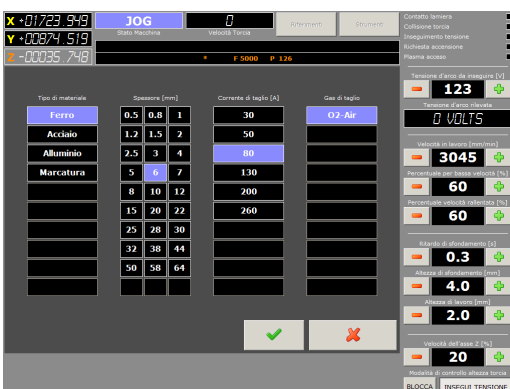 X +01723.949
JOG
0
Riferimenti
Strumenti
Stato Macchina
Velocità Torcia
Y +00874.519
Z -00035.748
* F 5000 P 126
Tipo di materiale
Spessore [mm]
Corrente di taglio [A]
Gas di taglio
Ferro 0.5 0.8 1 30 O2-Air
Acciaio 1.2 1.5 2 50
Alluminio 2.5 3 4 80
Marcatura 5 6 7 130
8 10 12 200
15 20 22 260
25 28 30
32 38 44
50 58 64
Contatto lamiera
Collisione torcia
Inseguimento tensione
Richiesta accensione
Plasma acceso
Tensione d'arco da inseguire [V]
123
Tensione d'arco rilevata
0 VOLTS
Velocità in lavoro [mm/min]
3045
Percentuale per bassa velocità [%]
60
Percentuale velocità rallentata [%]
60
Ritardo di sfondamento [s]
0.3
Altezza di sfondamento [mm]
4.0
Altezza di lavoro [mm]
2.0
Velocità dell'asse Z [%]
20
Modalità di controllo altezza torcia
BLOCCA INSEGUI TENSIONE